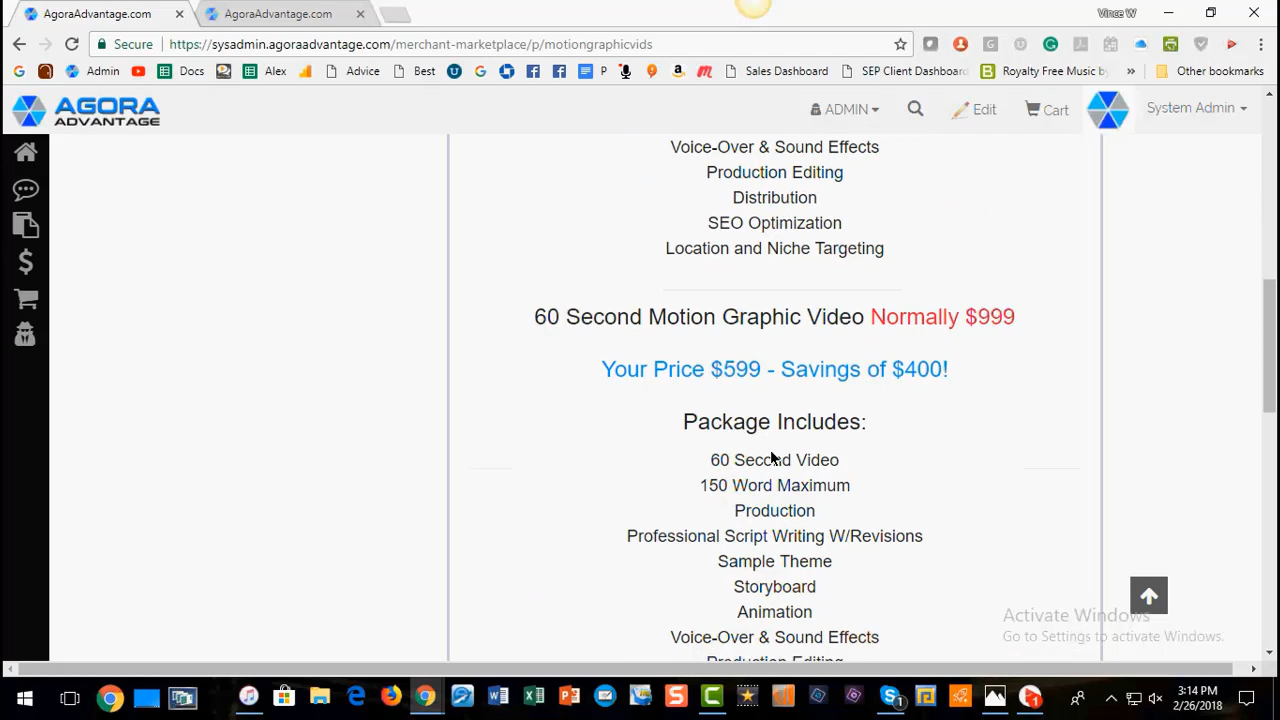 AgoraAdvantage.com
AgoraAdvantage.com
Vince W
Secure https://sysadmin.agoraadvantage.com/merchant-marketplace/p/motiongraphicvids
Admin Docs Alex Advice Best P Sales Dashboard SEP Client Dashboard Royalty Free Music by » Other bookmarks
AGORA
ADVANTAGE
ADMIN Edit Cart System Admin
Voice-Over & Sound Effects
Production Editing
Distribution
SEO Optimization
Location and Niche Targeting
60 Second Motion Graphic Video Normally $999
Your Price $599 - Savings of $400!
Package Includes:
60 Second Video
150 Word Maximum
Production
Professional Script Writing W/Revisions
Sample Theme
Storyboard
Animation
Voice-Over & Sound Effects
Production Editing
Activate Windows
Go to Settings to activate Windows.
3:14 PM
2/26/2018